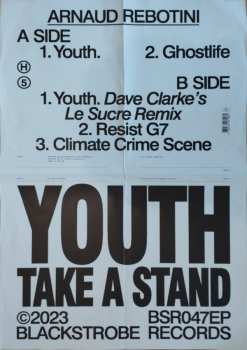 ARNAUD REBOTINI
A SIDE
1. Youth. 2. Ghostlife
H
S
B SIDE
1. Youth. Dave Clarke's
Le Sucre Remix
2. Resist G7
3. Climate Crime Scene
YOUTH
TAKE A STAND
©2023 BSR047EP
BLACKSTROBE RECORDS